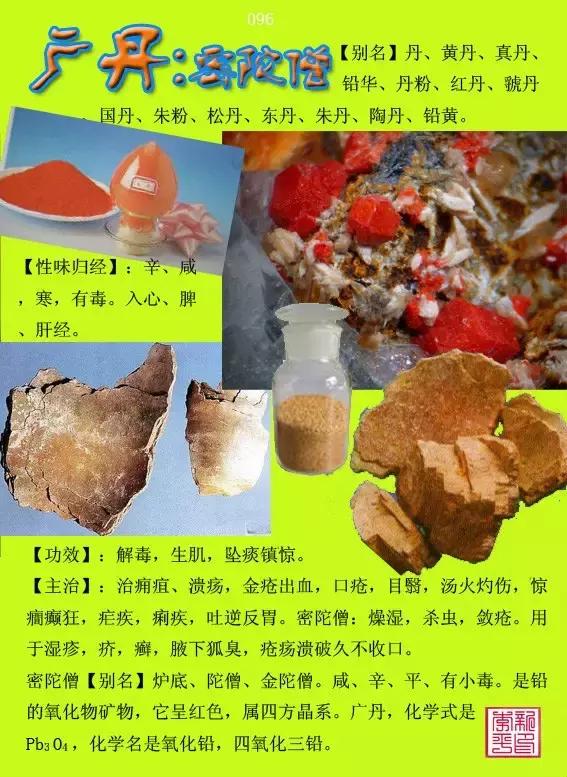 096
广丹:密陀僧
【别名】丹、黄丹、真丹、
铅华、丹粉、红丹、虢丹
、国丹、朱粉、松丹、东丹、朱丹、陶丹、铅黄。
【性味归经】:辛、咸
,寒,有毒。入心、脾
、肝经。
【功效】:解毒,生肌,坠痰镇惊。
【主治】:治痈疽、溃疡,金疮出血,口疮,目翳,汤火灼伤,惊
癎癫狂,疟疾,痢疾,吐逆反胃。密陀僧:燥湿,杀虫,敛疮。用
于湿疹,疥,癣,腋下狐臭,疮疡溃破久不收口。
密陀僧【别名】炉底、陀僧、金陀僧。咸、辛、平、有小毒。是铅
的氧化物矿物,它呈红色,属四方晶系。广丹,化学式是
Pb₃O₄,化学名是氧化铅,四氧化三铅。